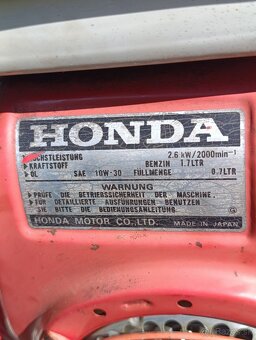 HONDA
HÖCHSTLEISTUNG 2.6 kW/2000min⁻¹
KRAFTSTOFF BENZIN 1.7LTR
ÖL SAE 10W-30 FÜLLMENGE 0.7LTR
WARNUNG
PRÜFE DIE BETRIEBSSICHERHEIT DER MASCHINE.
FÜR DETAILLIERTE AUSFÜHRUNGEN BENUTZEN
SIE BITTE DIE BEDIENUNGSANLEITUNG.
HONDA MOTOR CO., LTD. MADE IN JAPAN